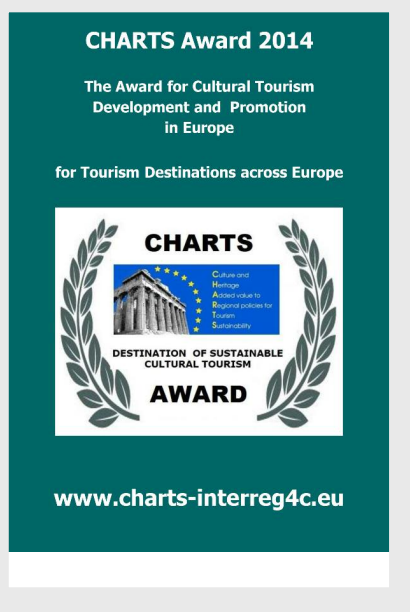 CHARTS Award 2014
The Award for Cultural Tourism
Development and Promotion
in Europe
for Tourism Destinations across Europe
CHARTS
Culture and
Heritage
Added value to
Regional policies for
Tourism
Sustainability
DESTINATION OF SUSTAINABLE
CULTURAL TOURISM
AWARD
www.charts-interreg4c.eu